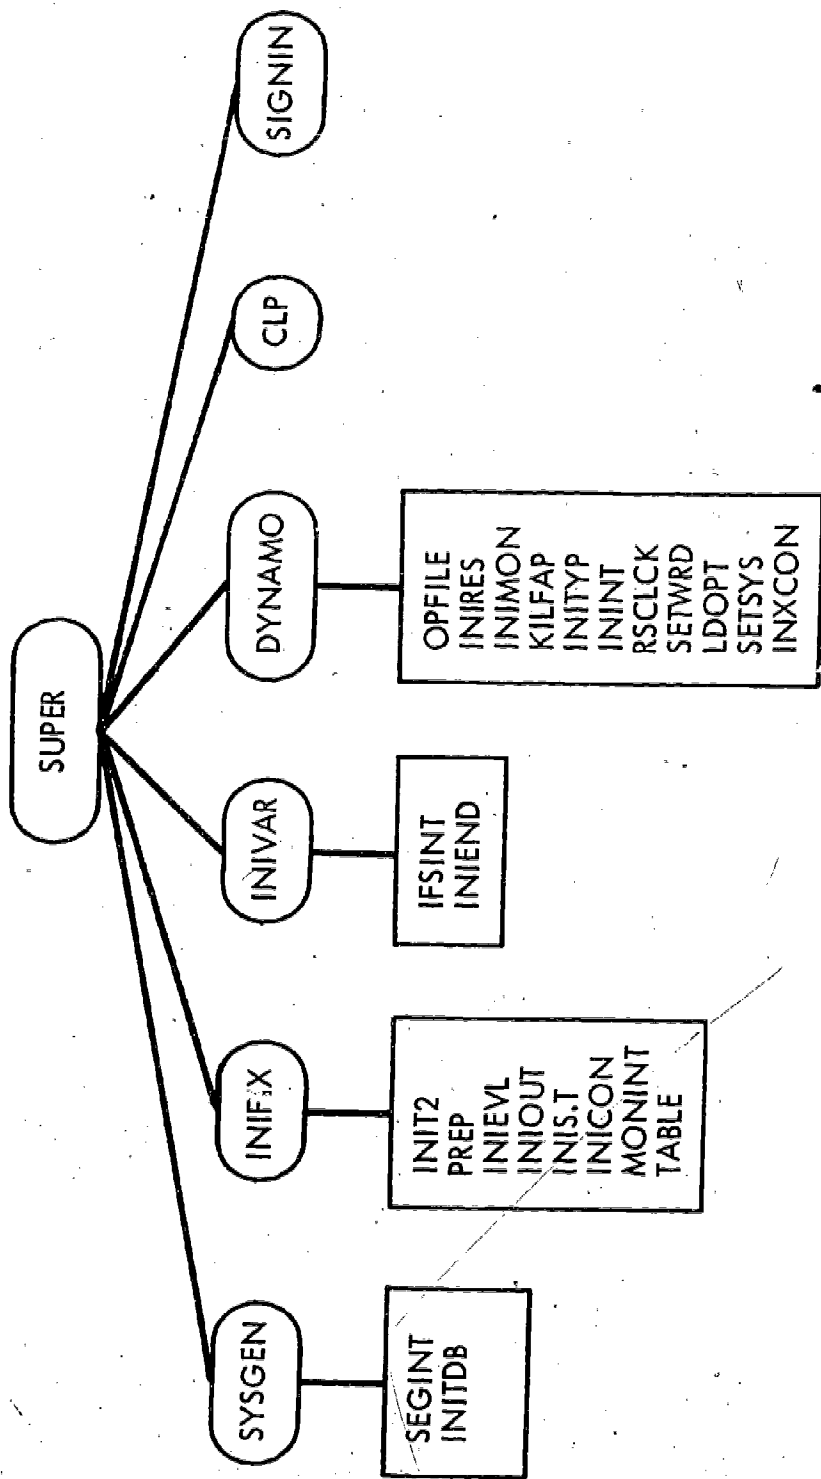 SUPER
SYSGEN
INIFIX
INIVAR
DYNAMO
CLP
SIGNIN
SEGINT
INITDB
INIT2
PREP
INIEVL
INIOUT
INIS.T
INICON
MONINT
TABLE
IFSINT
INIEND
OPFILE
INIRES
INIMON
KILFAP
INITYP
ININT
RSCLCK
SETWRD
LDOPT
SETSYS
INXCON